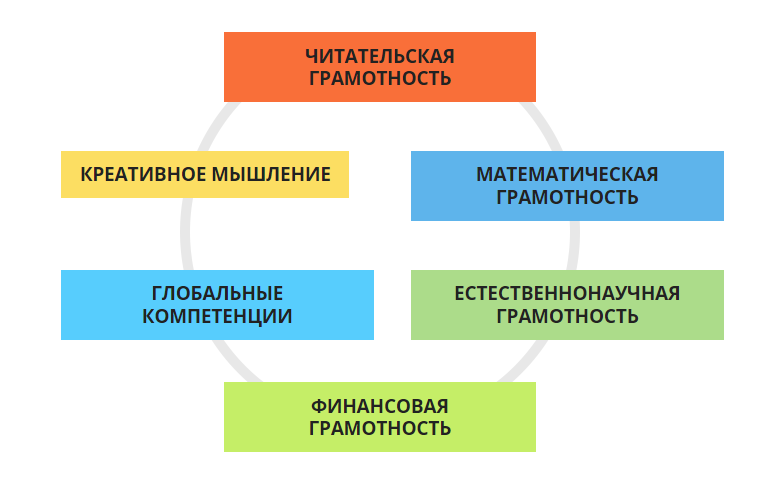 ЧИТАТЕЛЬСКАЯ
ГРАМОТНОСТЬ
КРЕАТИВНОЕ МЫШЛЕНИЕ
МАТЕМАТИЧЕСКАЯ
ГРАМОТНОСТЬ
ГЛОБАЛЬНЫЕ
КОМПЕТЕНЦИИ
ЕСТЕСТВЕННОНАУЧНАЯ
ГРАМОТНОСТЬ
ФИНАНСОВАЯ
ГРАМОТНОСТЬ